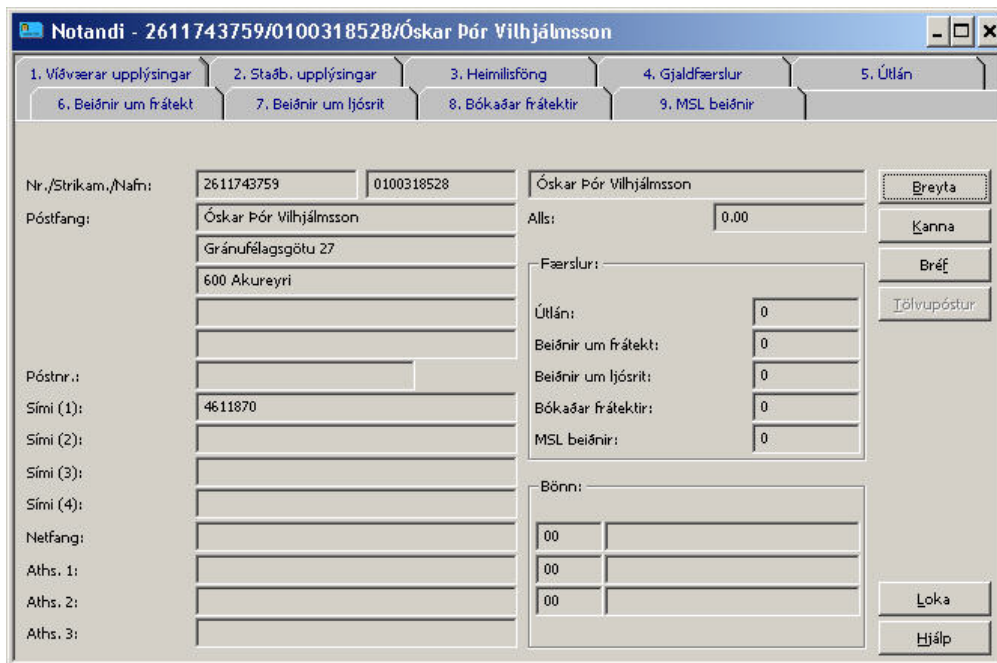 Notandi - 2611743759/0100318528/Óskar Þór Vilhjálmsson
1. Víðværar upplýsingar 2. Staðb. upplýsingar 3. Heimilisföng 4. Gjaldfærslur 5. Útlán
6. Beiðnir um frátekt 7. Beiðnir um ljósrit 8. Bókaðar frátektir 9. MSL beiðnir
Nr./Strikam./Nafn: 2611743759 0100318528 Óskar Þór Vilhjálmsson Breyta
Póstfang: Óskar Þór Vilhjálmsson Alls: 0.00 Kanna
Gránufélagsgötu 27
Færslur: Bréf
600 Akureyri
Útlán: 0 Tölvupóstur
Beiðnir um frátekt: 0
Póstnr.: Beiðnir um ljósrit: 0
Sími (1): 4611870 Bókaðar frátektir: 0
Sími (2): MSL beiðnir: 0
Sími (3):
Bönn:
Sími (4):
Netfang: 00
Aths. 1: 00
Aths. 2: 00 Loka
Aths. 3: Hjálp